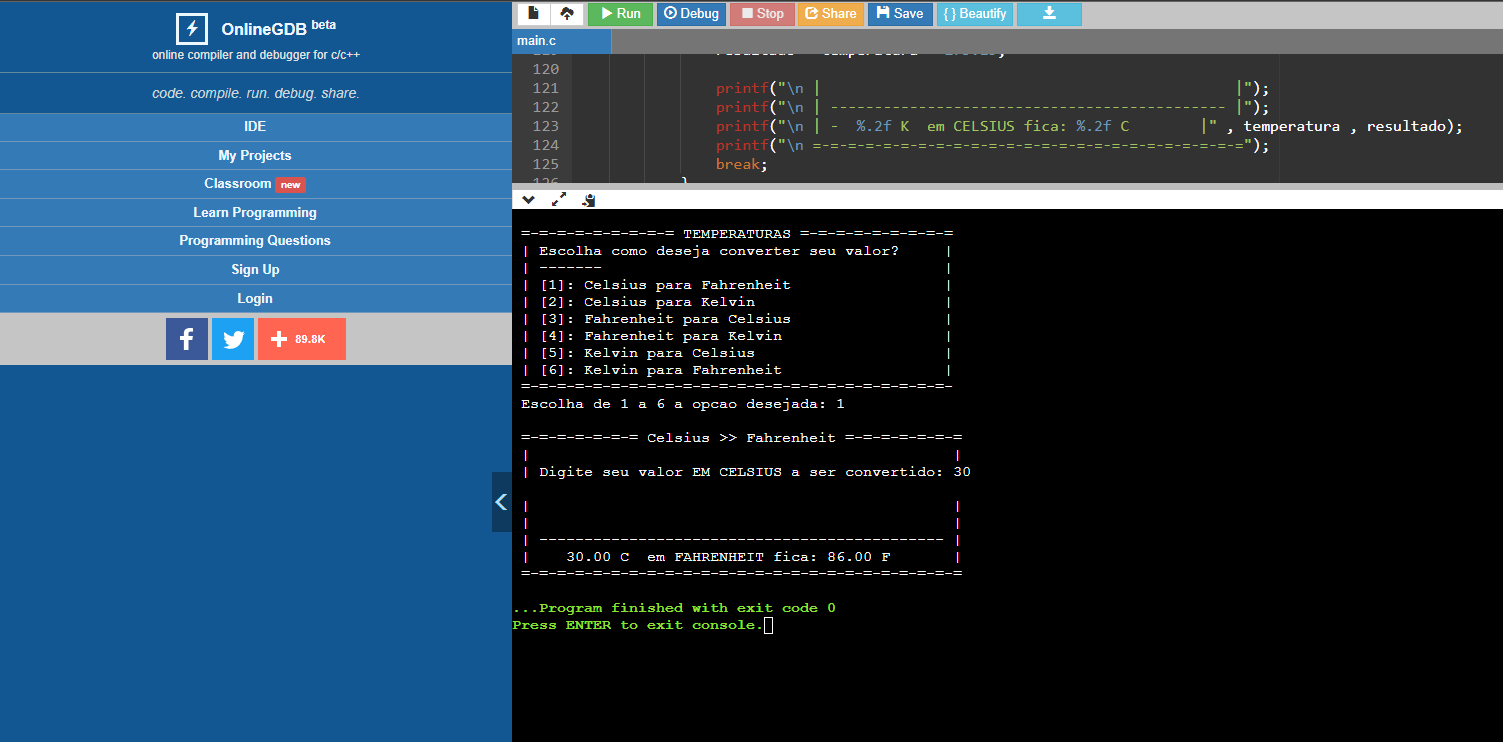 OnlineGDB beta
online compiler and debugger for c/c++
code. compile. run. debug. share.
IDE
My Projects
Classroom new
Learn Programming
Programming Questions
Sign Up
Login
89.8K
Run Debug Stop Share Save { } Beautify
main.c
120
121 printf("\n | |");
122 printf("\n | --------------------------------------------- |");
123 printf("\n | - %.2f K em CELSIUS fica: %.2f C |" , temperatura , resultado);
124 printf("\n =-=-=-=-=-=-=-=-=-=-=-=-=-=-=-=-=-=-=-=-=-=-=-=-=");
125 break;
=-=-=-=-=-=-=-=-= TEMPERATURAS =-=-=-=-=-=-=-=-=
| Escolha como deseja converter seu valor? |
| ------- |
| [1]: Celsius para Fahrenheit |
| [2]: Celsius para Kelvin |
| [3]: Fahrenheit para Celsius |
| [4]: Fahrenheit para Kelvin |
| [5]: Kelvin para Celsius |
| [6]: Kelvin para Fahrenheit |
=-=-=-=-=-=-=-=-=-=-=-=-=-=-=-=-=-=-=-=-=-=-=-=-
Escolha de 1 a 6 a opcao desejada: 1
=-=-=-=-=-=-= Celsius >> Fahrenheit =-=-=-=-=-=-=
| |
| Digite seu valor EM CELSIUS a ser convertido: 30
| |
| |
| --------------------------------------------- |
| 30.00 C em FAHRENHEIT fica: 86.00 F |
=-=-=-=-=-=-=-=-=-=-=-=-=-=-=-=-=-=-=-=-=-=-=-=-=
...Program finished with exit code 0
Press ENTER to exit console.